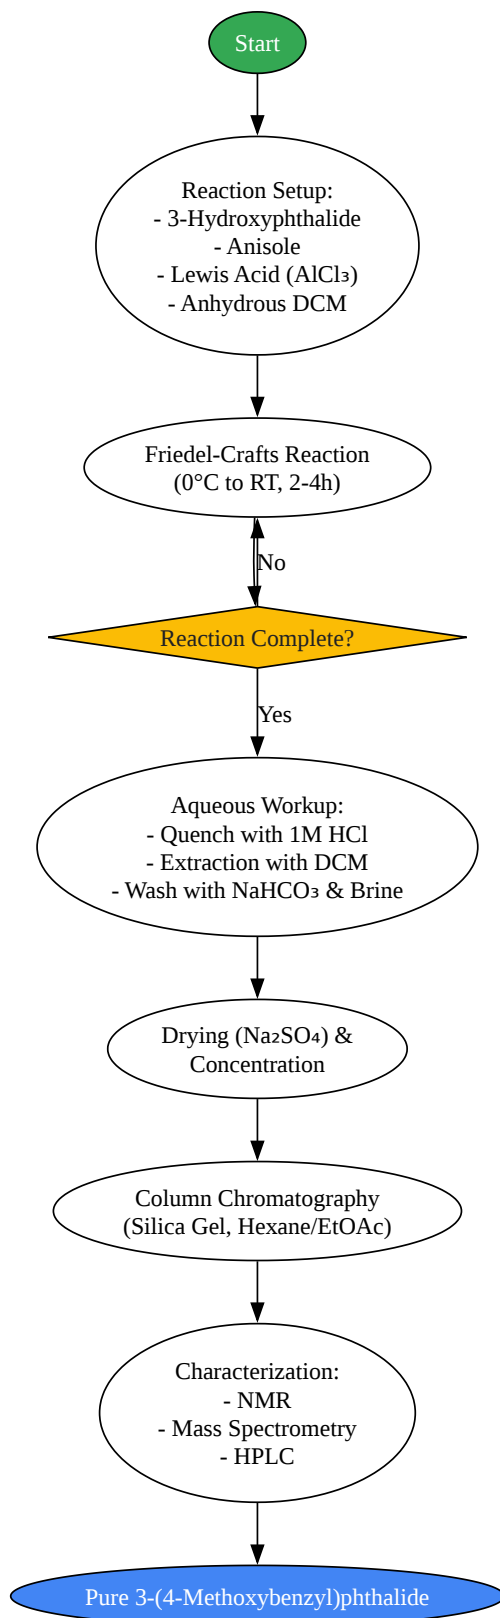 Start
Reaction Setup:
- 3-Hydroxyphthalide
- Anisole
- Lewis Acid (AlCl₃)
- Anhydrous DCM
Friedel-Crafts Reaction
(0°C to RT, 2-4h)
No
Reaction Complete?
Yes
Aqueous Workup:
- Quench with 1M HCl
- Extraction with DCM
- Wash with NaHCO₃ & Brine
Drying (Na₂SO₄) &
Concentration
Column Chromatography
(Silica Gel, Hexane/EtOAc)
Characterization:
- NMR
- Mass Spectrometry
- HPLC
Pure 3-(4-Methoxybenzyl)phthalide